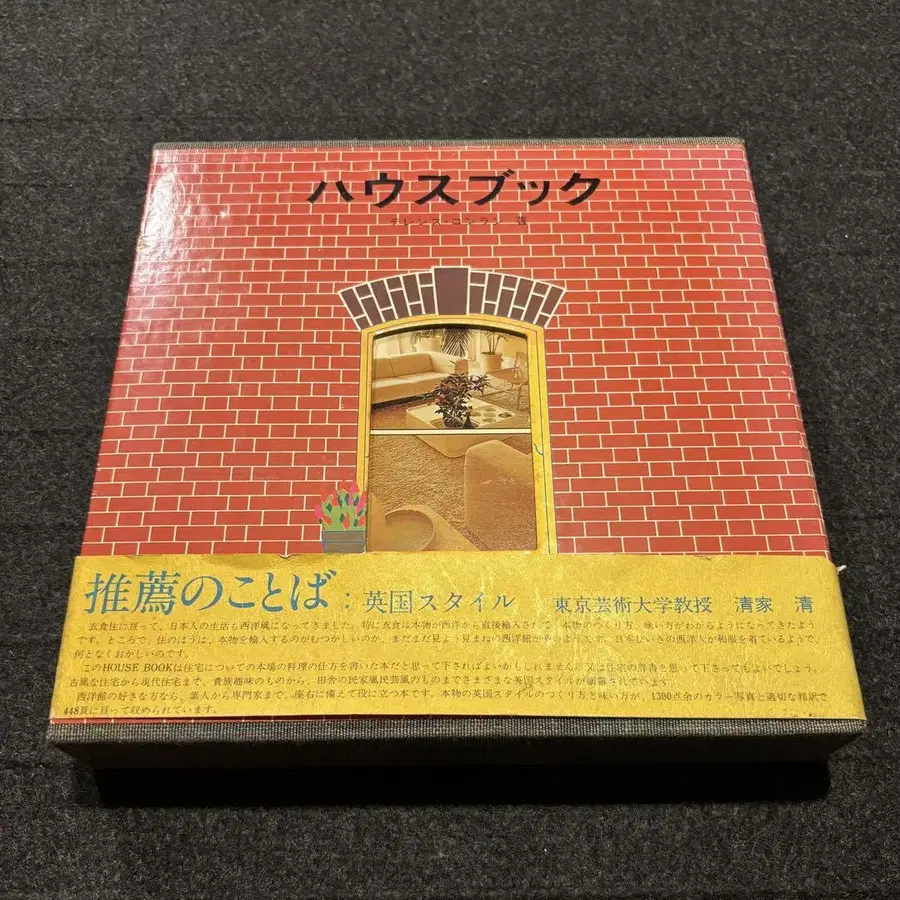 ハウスブック
テレンス・コンラン 著
推薦のことば：英国スタイル 東京芸術大学教授 清家 清
衣食住に亘って、日本人の生活も西洋風になってきました。特に衣食は本物が西洋から直接輸入されて、本物のつくり方、味い方がわかるようになってきたようです。
ところで、住のほうは、本物を輸入するのがむつかしいのか、まだまだ見よう見まねの西洋館が多いようです。日本びいきの西洋人が和服を着ているようで、
何となくおかしいのです。
このHOUSE BOOKは住宅についての本場の料理の仕方を書いた本だと思って下さればよいかもしれません。又は住宅の辞書と思って下さってもよいでしょう。
古風な住宅から現代住宅まで、貴族趣味のものから、田舎の民家風民芸風のものまでさまざまな英国スタイルが網羅されています。
西洋館の好きな方なら、素人から専門家まで、座右に備えて役に立つ本です。本物の英国スタイルのつくり方と味い方が、1300点余のカラー写真と適切な邦訳で
448頁に亘って収められています。